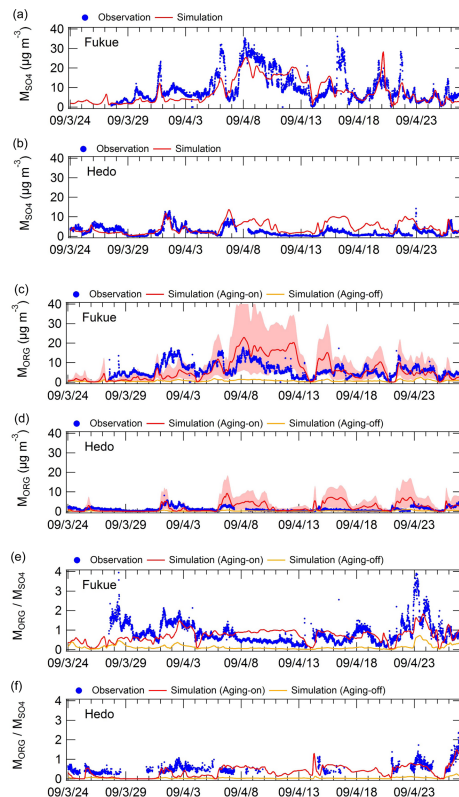 (a)
Observation Simulation
Fukue
M_SO4 (µg m⁻³)
40
30
20
10
0
09/3/24 09/3/29 09/4/3 09/4/8 09/4/13 09/4/18 09/4/23
(b)
Observation Simulation
Hedo
M_SO4 (µg m⁻³)
40
30
20
10
0
09/3/24 09/3/29 09/4/3 09/4/8 09/4/13 09/4/18 09/4/23
(c)
Observation Simulation (Aging-on) Simulation (Aging-off)
Fukue
M_ORG (µg m⁻³)
40
30
20
10
0
09/3/24 09/3/29 09/4/3 09/4/8 09/4/13 09/4/18 09/4/23
(d)
Observation Simulation (Aging-on) Simulation (Aging-off)
Hedo
M_ORG (µg m⁻³)
40
30
20
10
0
09/3/24 09/3/29 09/4/3 09/4/8 09/4/13 09/4/18 09/4/23
(e)
Observation Simulation (Aging-on) Simulation (Aging-off)
Fukue
M_ORG / M_SO4
4
3
2
1
0
09/3/24 09/3/29 09/4/3 09/4/8 09/4/13 09/4/18 09/4/23
(f)
Observation Simulation (Aging-on) Simulation (Aging-off)
Hedo
M_ORG / M_SO4
4
3
2
1
0
09/3/24 09/3/29 09/4/3 09/4/8 09/4/13 09/4/18 09/4/23